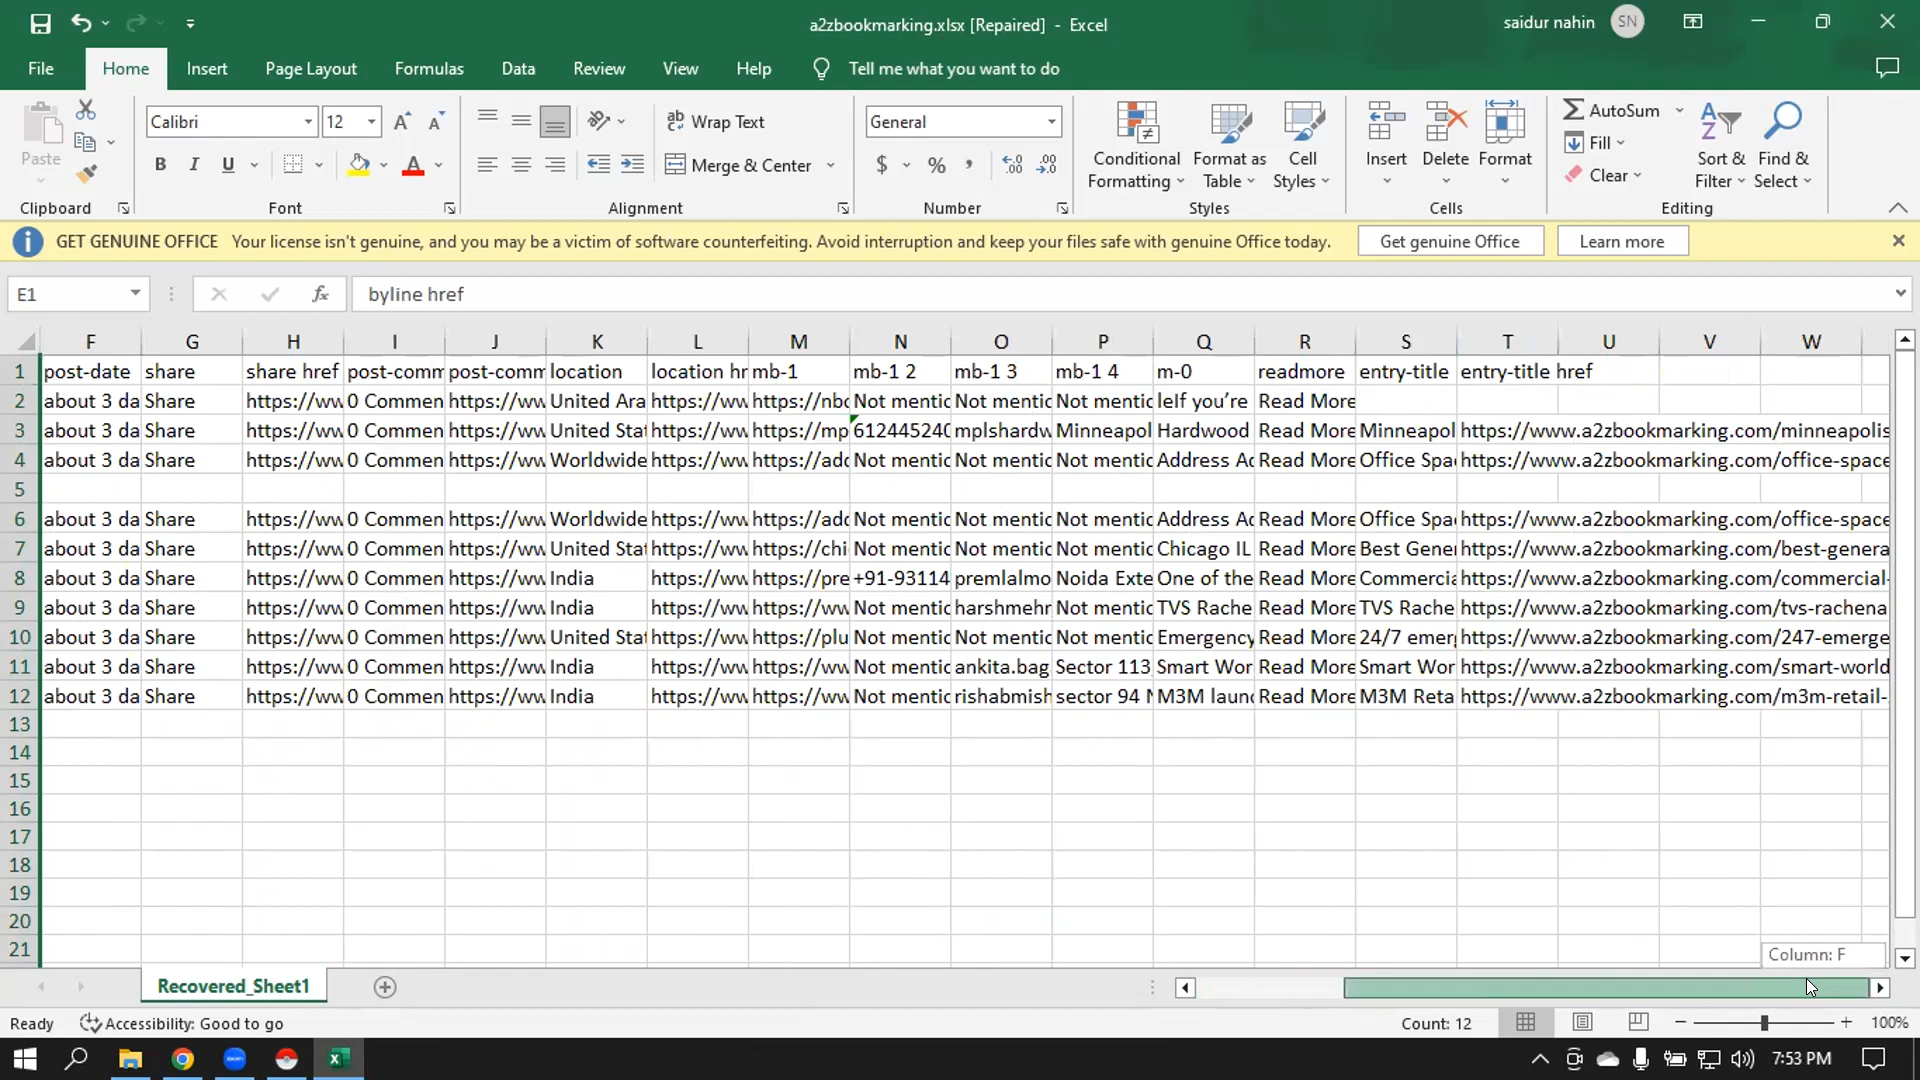 a2zbookmarking.xlsx [Repaired] - Excel
saidur nahin SN
File Home Insert Page Layout Formulas Data Review View Help Tell me what you want to do
Calibri 12 Wrap Text General AutoSum
Paste Conditional Format as Cell Insert Delete Format Fill Sort & Find &
B I U A Merge & Center $ % , Formatting Table Styles Clear Filter Select
Clipboard Font Alignment Number Styles Cells Editing
GET GENUINE OFFICE Your license isn't genuine, and you may be a victim of software counterfeiting. Avoid interruption and keep your files safe with genuine Office today. Get genuine Office Learn more
E1 fx byline href
F G H I J K L M N O P Q R S T U V W
1 post-date share share href post-comm post-comm location location hr mb-1 mb-1 2 mb-1 3 mb-1 4 m-0 readmore entry-title entry-title href
2 about 3 da Share https://ww 0 Commen https://ww United Ara https://ww https://nbc Not mentic Not mentic Not mentic leIf you’re Read More
3 about 3 da Share https://ww 0 Commen https://ww United Stat https://ww https://mp 612445240 mplshardw Minneapol Hardwood Read More Minneapol https://www.a2zbookmarking.com/minneapolis
4 about 3 da Share https://ww 0 Commen https://ww Worldwide https://ww https://add Not mentic Not mentic Not mentic Address Ad Read More Office Spa https://www.a2zbookmarking.com/office-space
5
6 about 3 da Share https://ww 0 Commen https://ww Worldwide https://ww https://add Not mentic Not mentic Not mentic Address Ad Read More Office Spa https://www.a2zbookmarking.com/office-space
7 about 3 da Share https://ww 0 Commen https://ww United Stat https://ww https://chi Not mentic Not mentic Not mentic Chicago IL Read More Best Gener https://www.a2zbookmarking.com/best-genera
8 about 3 da Share https://ww 0 Commen https://ww India https://ww https://pre +91-93114 premlalmo Noida Exte One of the Read More Commercia https://www.a2zbookmarking.com/commercial-
9 about 3 da Share https://ww 0 Commen https://ww India https://ww https://ww Not mentic harshmehr Not mentic TVS Rache Read More TVS Rache https://www.a2zbookmarking.com/tvs-rachena
10 about 3 da Share https://ww 0 Commen https://ww United Stat https://ww https://plu Not mentic Not mentic Not mentic Emergency Read More 24/7 emerg https://www.a2zbookmarking.com/247-emerge
11 about 3 da Share https://ww 0 Commen https://ww India https://ww https://ww Not mentic ankita.bag Sector 113 Smart Wor Read More Smart Wor https://www.a2zbookmarking.com/smart-world
12 about 3 da Share https://ww 0 Commen https://ww India https://ww https://ww Not mentic rishabmish sector 94 N M3M laun Read More M3M Reta https://www.a2zbookmarking.com/m3m-retail-
13
14
15
16
17
18
19
20
21
Column: F
Recovered_Sheet1
Ready Accessibility: Good to go Count: 12 100%
7:53 PM